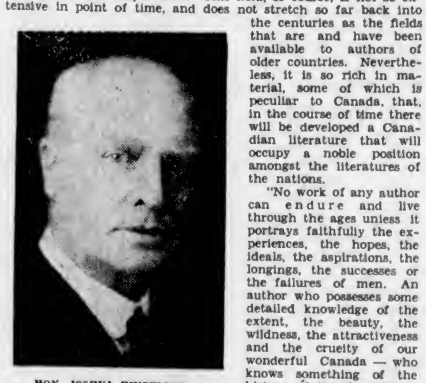 tensive in point of time, and does not stretch so far back into
the centuries as the fields
that are and have been
available to authors of
older countries. Neverthe-
less, it is so rich in ma-
terial, some of which is
peculiar to Canada, that,
in the course of time there
will be developed a Cana-
dian literature that will
occupy a noble position
amongst the literatures of
the nations.
"No work of any author
can endure and live
through the ages unless it
portrays faithfully the ex-
periences, the hopes, the
ideals, the aspirations, the
longings, the successes or
the failures of men. An
author who possesses some
detailed knowledge of the
extent, the beauty, the
wildness, the attractiveness
and the cruelty of our
wonderful Canada — who
knows something of the
HON. JOSHUA